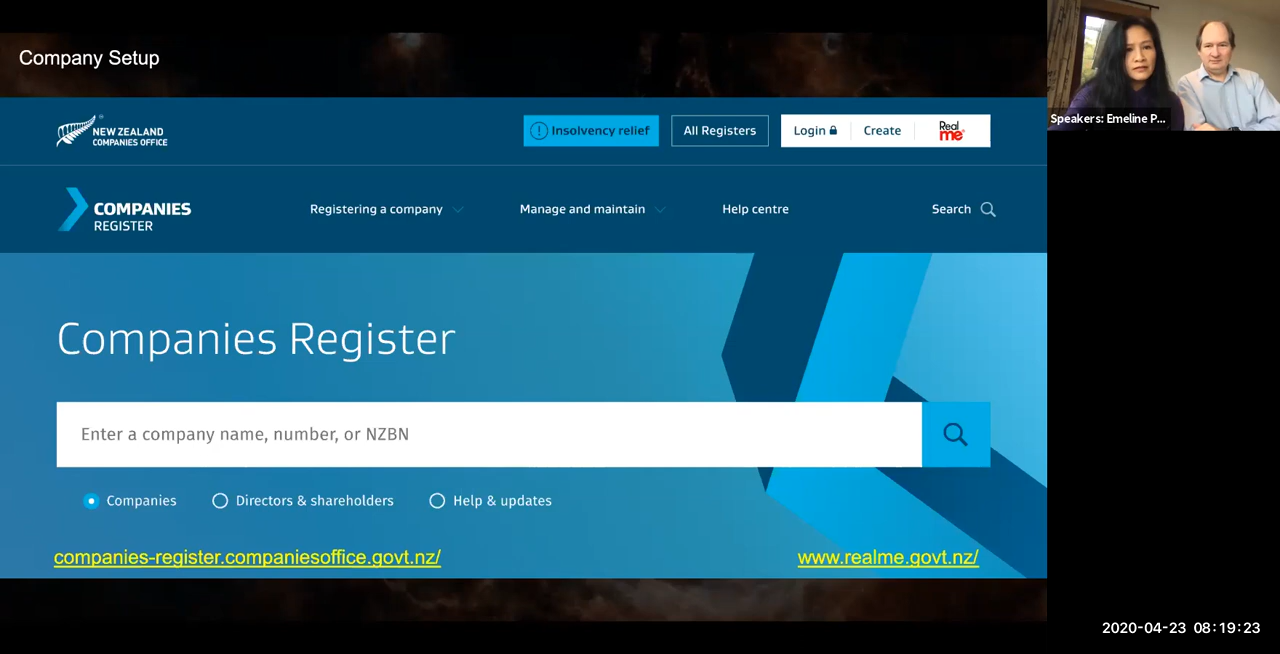 Company Setup
NEW ZEALAND
COMPANIES OFFICE
Insolvency relief
All Registers
Login
Create
Real
me
COMPANIES
REGISTER
Registering a company
Manage and maintain
Help centre
Search
Companies Register
Enter a company name, number, or NZBN
Companies
Directors & shareholders
Help & updates
companies-register.companiesoffice.govt.nz/
www.realme.govt.nz/
Speakers: Emeline P...
2020-04-23 08:19:23